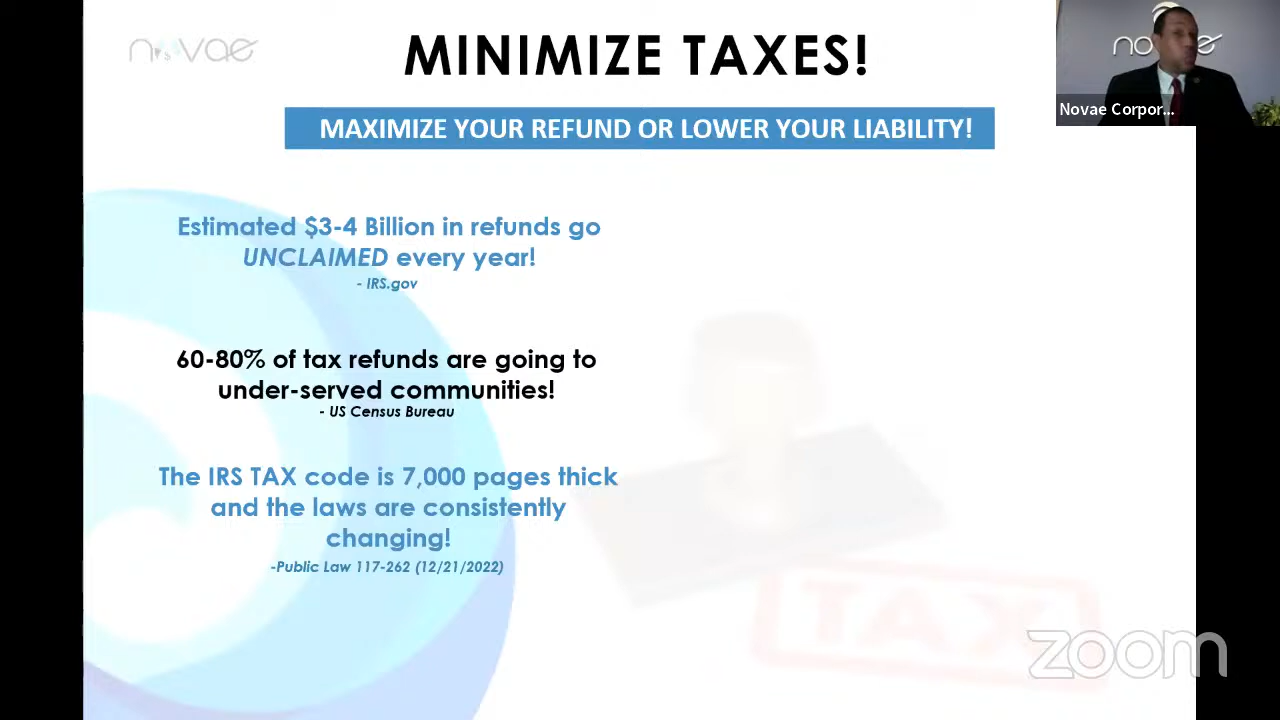 novae
MINIMIZE TAXES!
novae
Novae Corpor...
MAXIMIZE YOUR REFUND OR LOWER YOUR LIABILITY!
Estimated $3-4 Billion in refunds go
UNCLAIMED every year!
- IRS.gov
60-80% of tax refunds are going to
under-served communities!
- US Census Bureau
The IRS TAX code is 7,000 pages thick
and the laws are consistently
changing!
-Public Law 117-262 (12/21/2022)
TAX
zoom